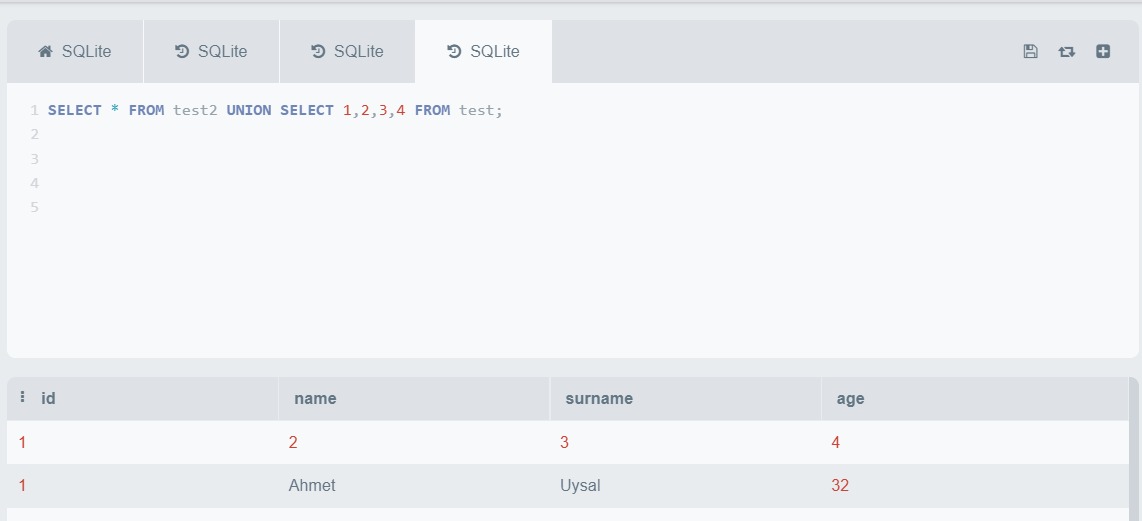 SQLite SQLite SQLite SQLite
1 SELECT * FROM test2 UNION SELECT 1,2,3,4 FROM test;
2
3
4
5
id name surname age
1 2 3 4
1 Ahmet Uysal 32